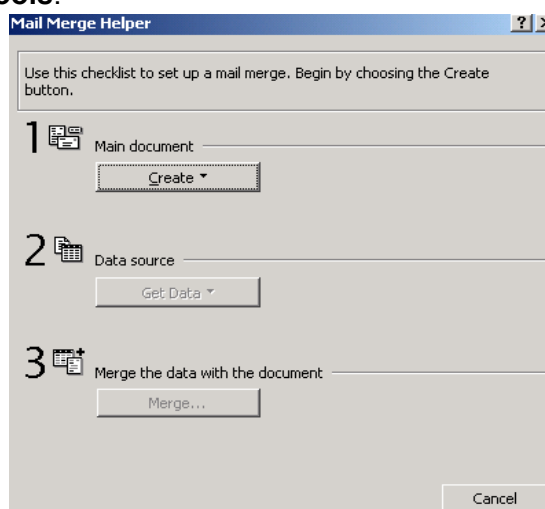 Mail Merge Helper
Use this checklist to set up a mail merge. Begin by choosing the Create
button.
1 Main document
Create
2 Data source
Get Data
3 Merge the data with the document
Merge...
Cancel